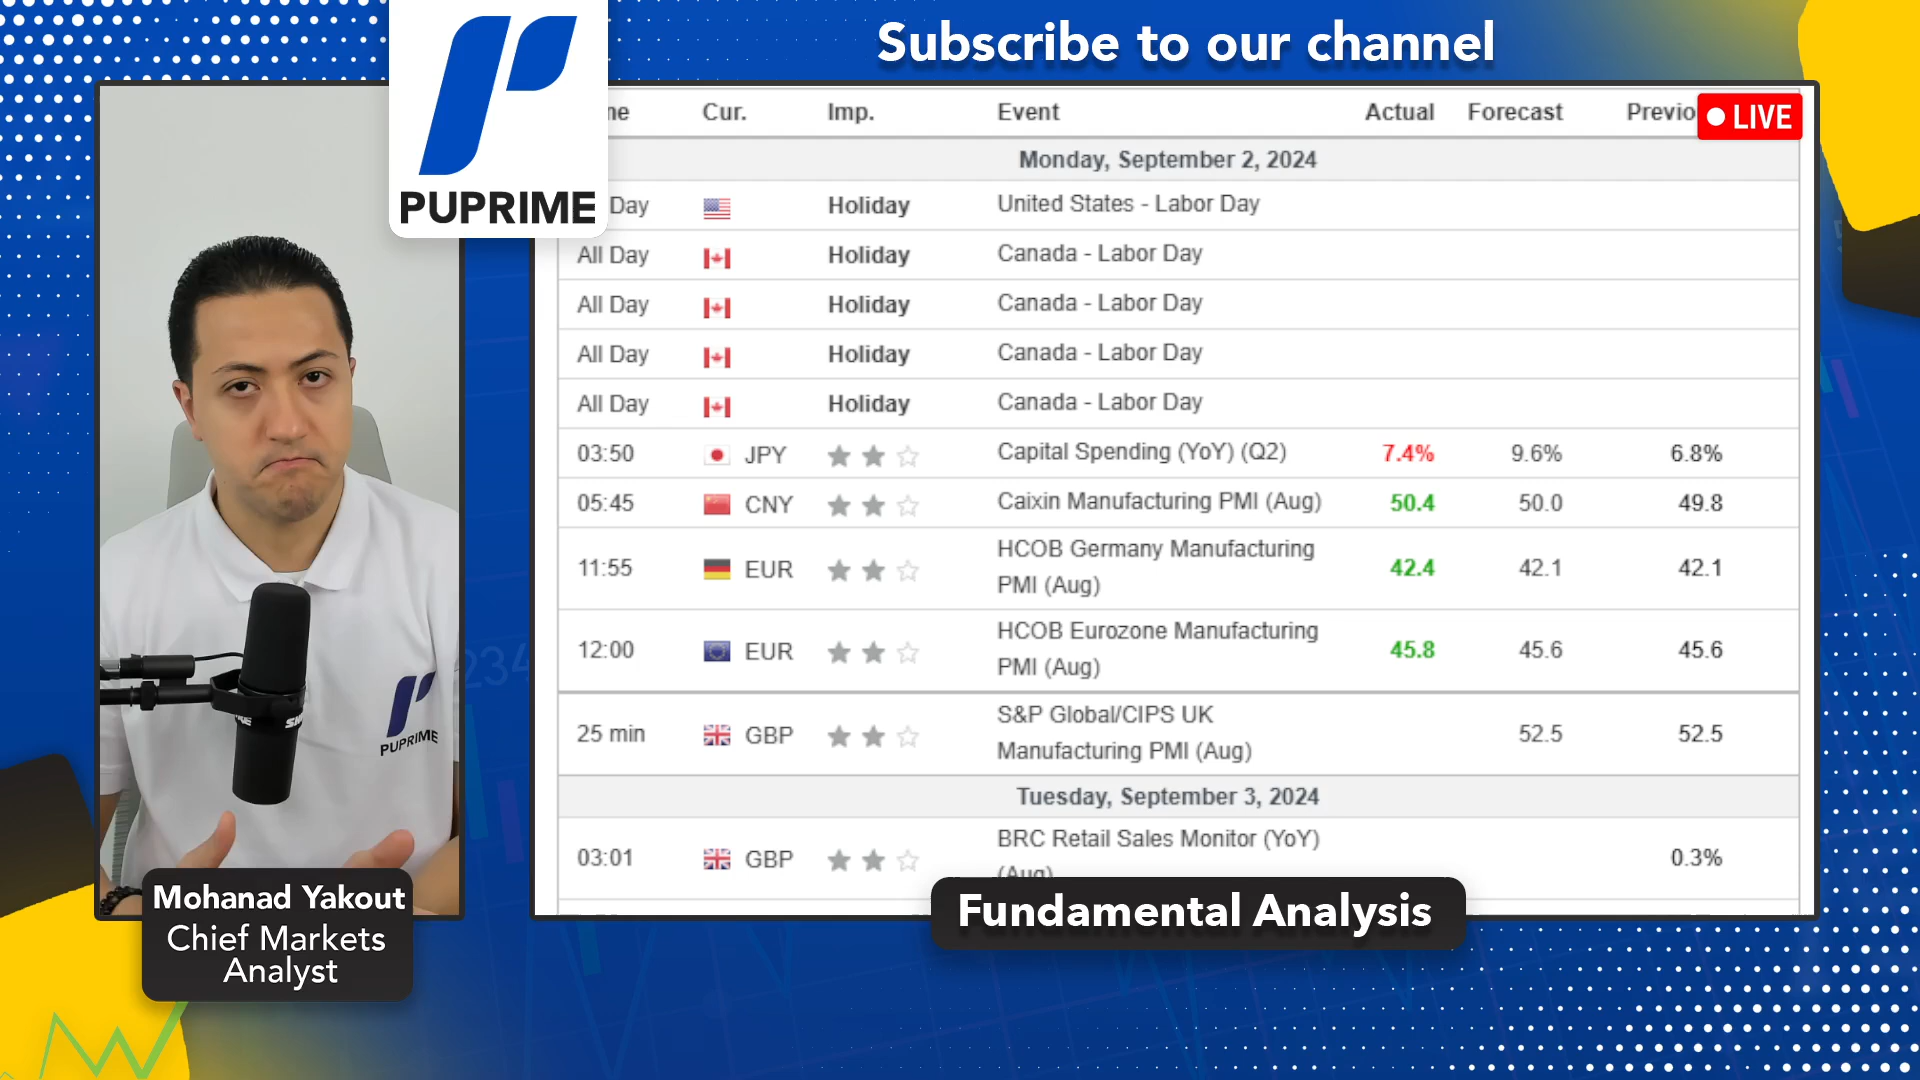 Subscribe to our channel
PUPRIME
Cur. Imp. Event Actual Forecast
LIVE
Monday, September 2, 2024
Day Holiday United States - Labor Day
All Day Holiday Canada - Labor Day
All Day Holiday Canada - Labor Day
All Day Holiday Canada - Labor Day
All Day Holiday Canada - Labor Day
03:50 JPY Capital Spending (YoY) (Q2) 7.4% 9.6% 6.8%
05:45 CNY Caixin Manufacturing PMI (Aug) 50.4 50.0 49.8
11:55 EUR HCOB Germany Manufacturing
PMI (Aug) 42.4 42.1 42.1
12:00 EUR HCOB Eurozone Manufacturing
PMI (Aug) 45.8 45.6 45.6
25 min GBP S&P Global/CIPS UK
Manufacturing PMI (Aug) 52.5 52.5
Tuesday, September 3, 2024
03:01 GBP BRC Retail Sales Monitor (YoY)
(Aug) 0.3%
Fundamental Analysis
PUPRIME
Mohanad Yakout
Chief Markets
Analyst